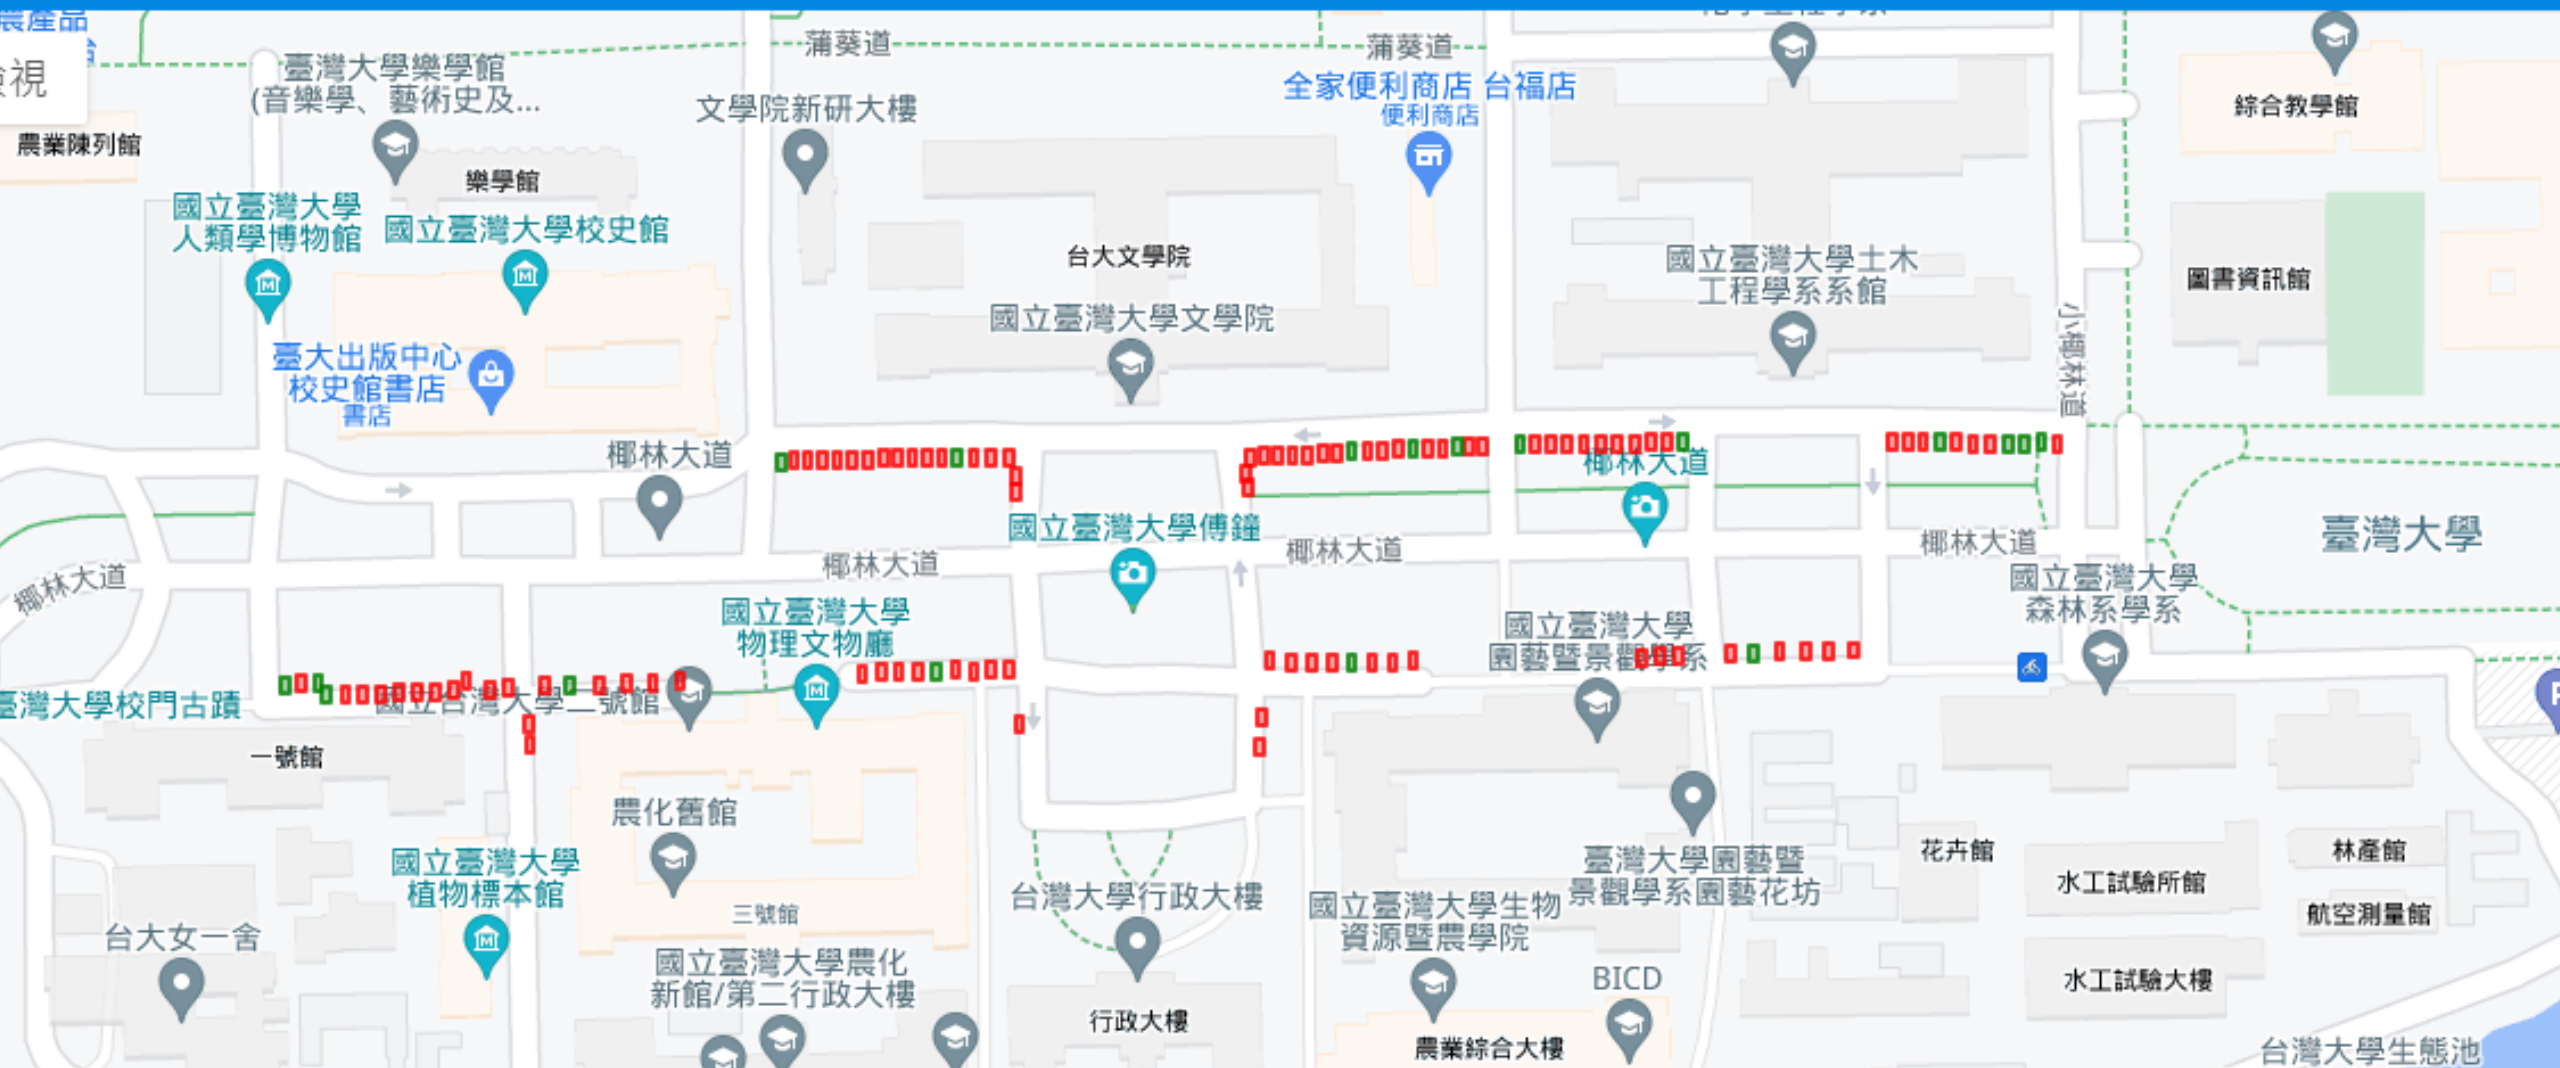 農產品
檢視
蒲葵道
蒲葵道
臺灣大學樂學館
(音樂學、藝術史及...
全家便利商店 台福店
便利商店
文學院新研大樓
綜合教學館
農業陳列館
樂學館
國立臺灣大學
人類學博物館
國立臺灣大學校史館
台大文學院
國立臺灣大學土木
工程學系系館
圖書資訊館
國立臺灣大學文學院
小椰林道
臺大出版中心
校史館書店
書店
椰林大道
椰林大道
國立臺灣大學傅鐘
椰林大道
椰林大道
椰林大道
臺灣大學
椰林大道
國立臺灣大學
森林系學系
國立臺灣大學
物理文物廳
國立臺灣大學
園藝暨景觀學系
臺灣大學校門古蹟
國立台灣大學二號館
一號館
農化舊館
國立臺灣大學
植物標本館
臺灣大學園藝暨
景觀學系園藝花坊
花卉館
林產館
水工試驗所館
台灣大學行政大樓
國立臺灣大學生物
資源暨農學院
三號館
航空測量館
台大女一舍
國立臺灣大學農化
新館/第二行政大樓
BICD
水工試驗大樓
行政大樓
農業綜合大樓
台灣大學生態池
P